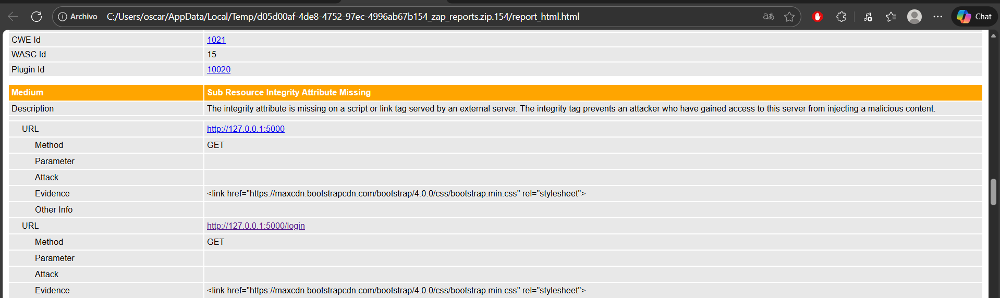 Archivo C:/Users/oscar/AppData/Local/Temp/d05d00af-4de8-4752-97ec-4996ab67b154_zap_reports.zip.154/report_html.html aあ Chat
CWE Id 1021
WASC Id 15
Plugin Id 10020
Medium Sub Resource Integrity Attribute Missing
Description The integrity attribute is missing on a script or link tag served by an external server. The integrity tag prevents an attacker who have gained access to this server from injecting a malicious content.
URL http://127.0.0.1:5000
Method GET
Parameter
Attack
Evidence <link href="https://maxcdn.bootstrapcdn.com/bootstrap/4.0.0/css/bootstrap.min.css" rel="stylesheet">
Other Info
URL http://127.0.0.1:5000/login
Method GET
Parameter
Attack
Evidence <link href="https://maxcdn.bootstrapcdn.com/bootstrap/4.0.0/css/bootstrap.min.css" rel="stylesheet">